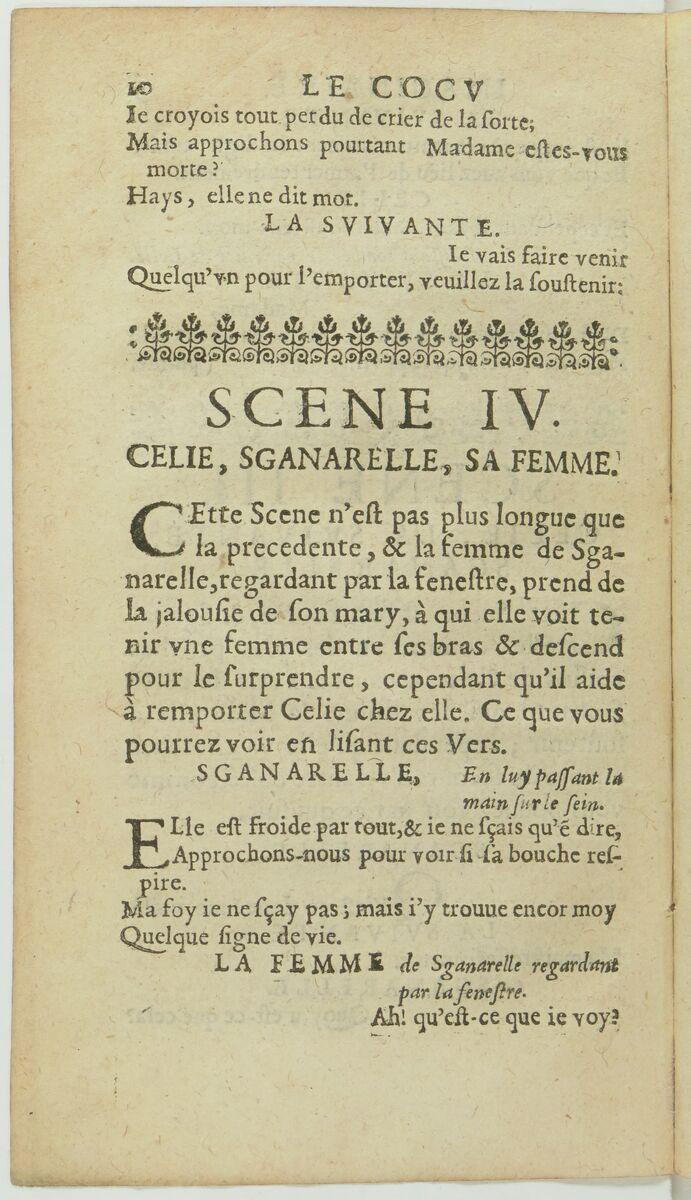 10 LE COCV
Ie croyois tout perdu de crier de la ſorte;
Mais approchons pourtant Madame eſtes-vous
morte?
Hays, elle ne dit mot.
LA SVIVANTE.
Ie vais faire venir
Quelqu'vn pour l'emporter, veuillez la ſouſtenir:
SCENE IV.
CELIE, SGANARELLE, SA FEMME.
CEtte Scene n'eſt pas plus longue que
la precedente, & la femme de Sga-
narelle, regardant par la feneſtre, prend de
la jalouſie de ſon mary, à qui elle voit te-
nir vne femme entre ſes bras & deſcend
pour le ſurprendre, cependant qu'il aide
à remporter Celie chez elle. Ce que vous
pourrez voir en liſant ces Vers.
SGANARELLE, En luy paſſant la
main ſur le ſein.
ELle eſt froide par tout, & ie ne ſçais qu'ẽ dire,
Approchons-nous pour voir ſi ſa bouche reſ-
pire.
Ma foy ie ne ſçay pas; mais i'y trouue encor moy
Quelque ſigne de vie.
LA FEMME de Sganarelle regardant
par la feneſtre.
Ah! qu'eſt-ce que ie voy?